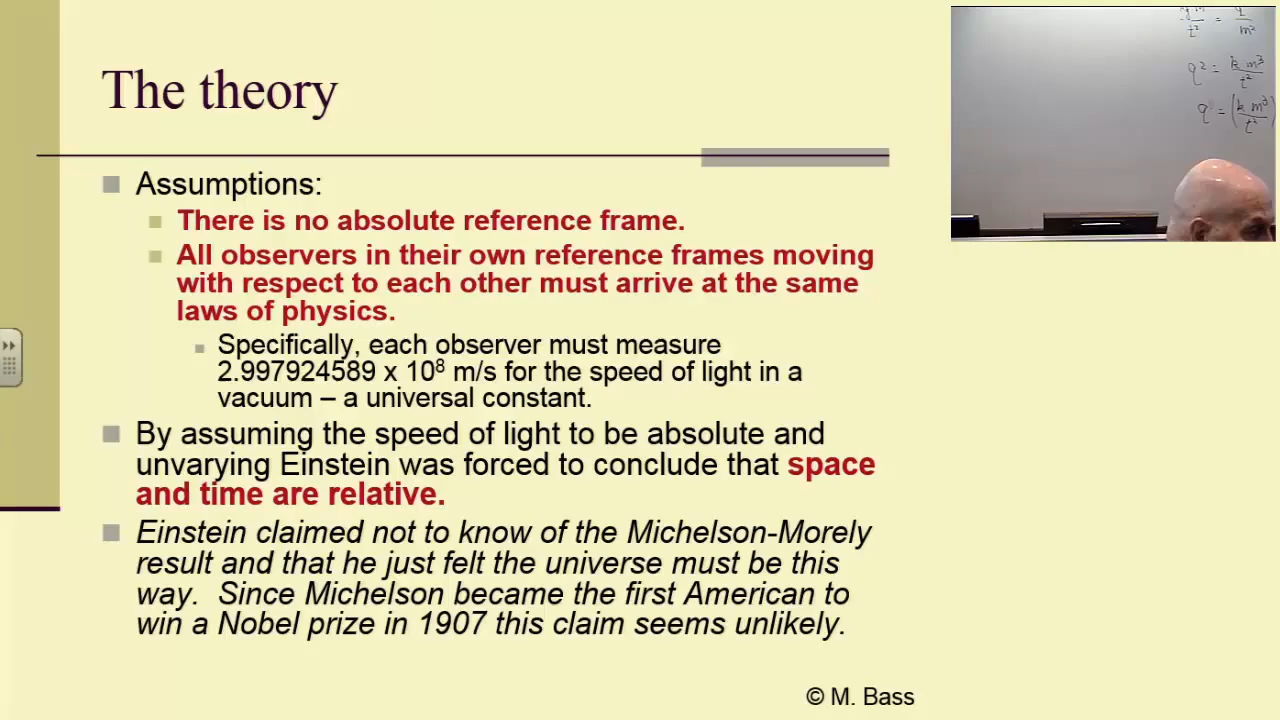 The theory
Assumptions:
There is no absolute reference frame.
All observers in their own reference frames moving
with respect to each other must arrive at the same
laws of physics.
Specifically, each observer must measure
2.997924589 x 10⁸ m/s for the speed of light in a
vacuum – a universal constant.
By assuming the speed of light to be absolute and
unvarying Einstein was forced to conclude that space
and time are relative.
Einstein claimed not to know of the Michelson-Morely
result and that he just felt the universe must be this
way. Since Michelson became the first American to
win a Nobel prize in 1907 this claim seems unlikely.
© M. Bass
q² = k m³ / t²
q = (k m³ / t²)